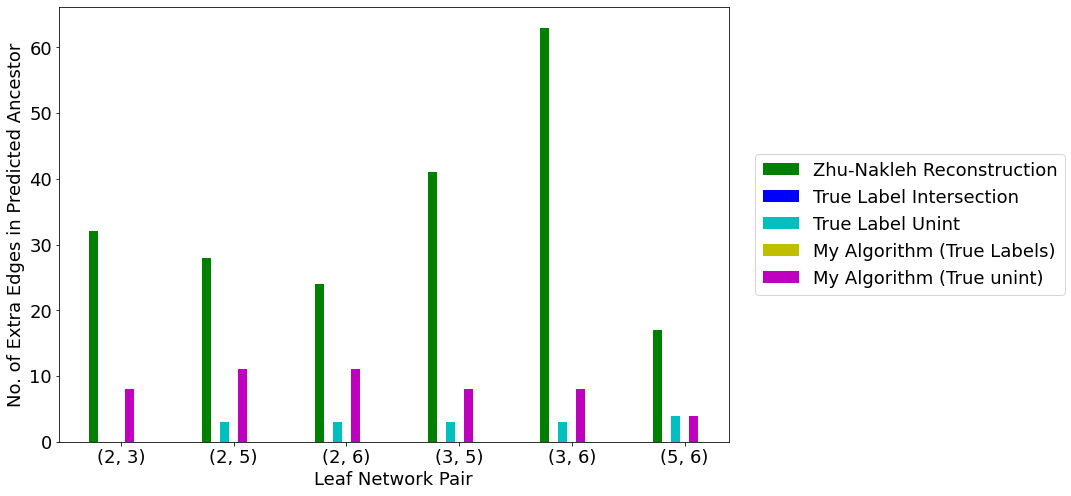 No. of Extra Edges in Predicted Ancestor
60
50
40
30
20
10
0
(2, 3) (2, 5) (2, 6) (3, 5) (3, 6) (5, 6)
Leaf Network Pair
Zhu-Nakleh Reconstruction
True Label Intersection
True Label Unint
My Algorithm (True Labels)
My Algorithm (True unint)